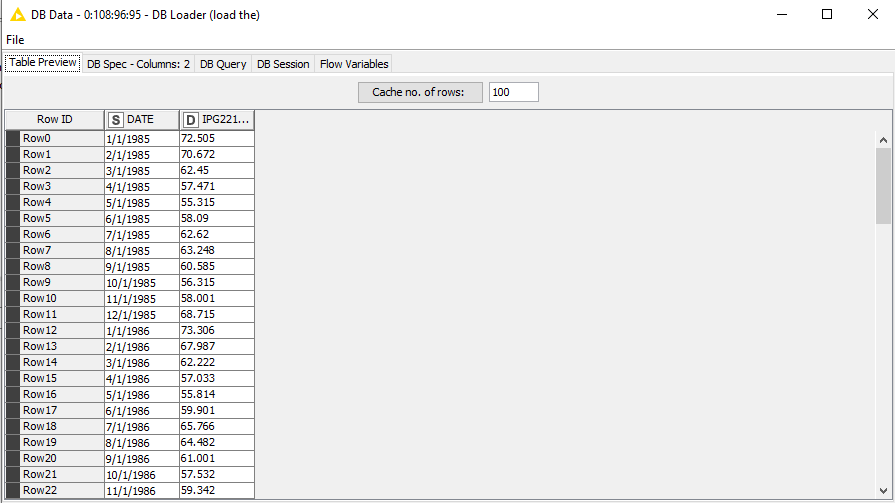 DB Data - 0:108:96:95 - DB Loader (load the)
File
Table Preview DB Spec - Columns: 2 DB Query DB Session Flow Variables
Cache no. of rows: 100
Row ID S DATE D IPG221...
Row0 1/1/1985 72.505
Row1 2/1/1985 70.672
Row2 3/1/1985 62.45
Row3 4/1/1985 57.471
Row4 5/1/1985 55.315
Row5 6/1/1985 58.09
Row6 7/1/1985 62.62
Row7 8/1/1985 63.248
Row8 9/1/1985 60.585
Row9 10/1/1985 56.315
Row10 11/1/1985 58.001
Row11 12/1/1985 68.715
Row12 1/1/1986 73.306
Row13 2/1/1986 67.987
Row14 3/1/1986 62.222
Row15 4/1/1986 57.033
Row16 5/1/1986 55.814
Row17 6/1/1986 59.901
Row18 7/1/1986 65.766
Row19 8/1/1986 64.482
Row20 9/1/1986 61.001
Row21 10/1/1986 57.532
Row22 11/1/1986 59.342